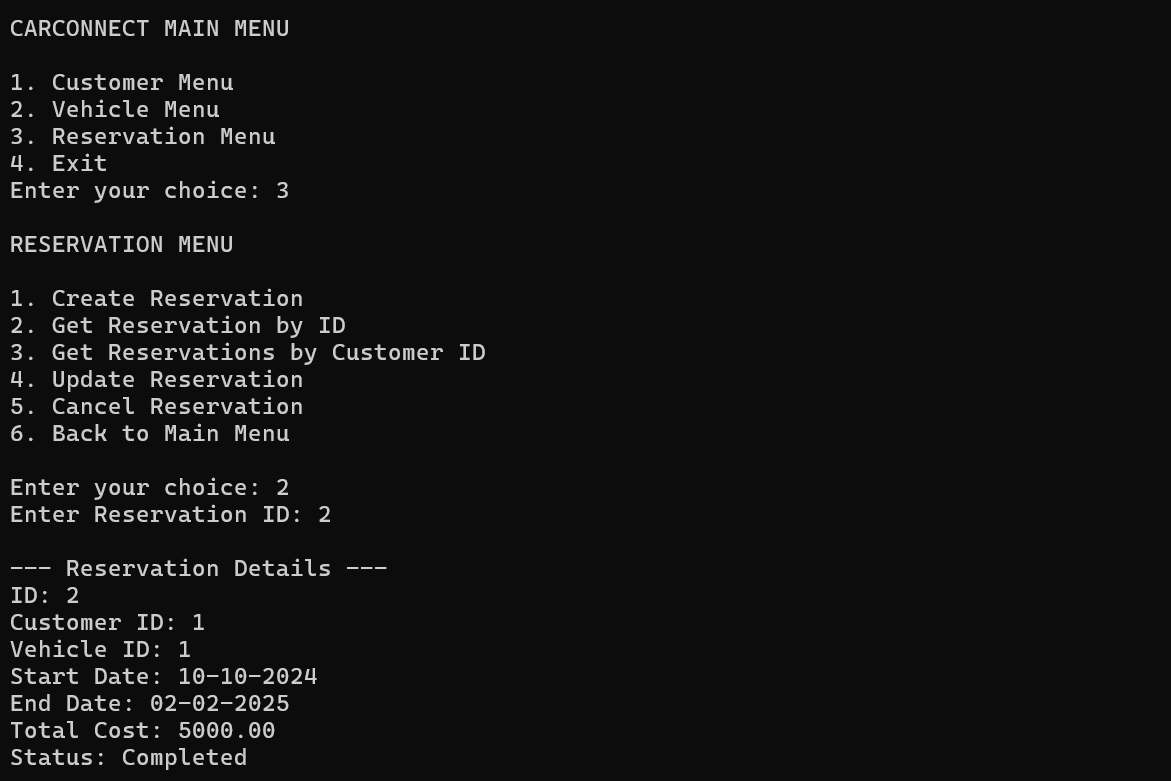 CARCONNECT MAIN MENU
1. Customer Menu
2. Vehicle Menu
3. Reservation Menu
4. Exit
Enter your choice: 3
RESERVATION MENU
1. Create Reservation
2. Get Reservation by ID
3. Get Reservations by Customer ID
4. Update Reservation
5. Cancel Reservation
6. Back to Main Menu
Enter your choice: 2
Enter Reservation ID: 2
--- Reservation Details ---
ID: 2
Customer ID: 1
Vehicle ID: 1
Start Date: 10-10-2024
End Date: 02-02-2025
Total Cost: 5000.00
Status: Completed